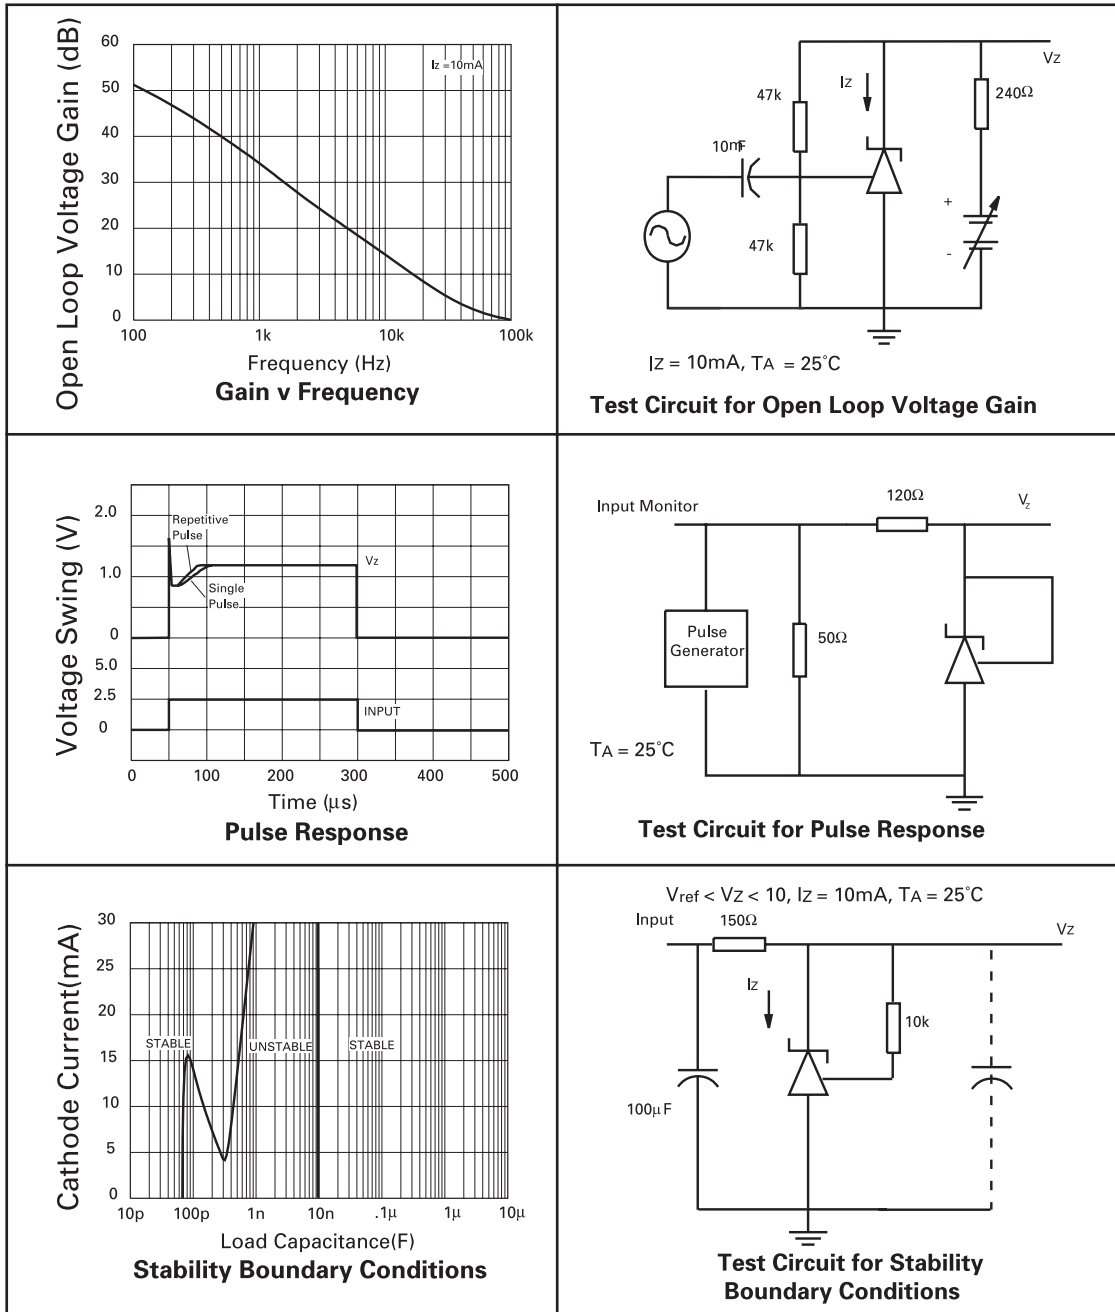 Open Loop Voltage Gain (dB)
60
50
40
30
20
10
0
Iz =10mA
100
1k
10k
100k
Frequency (Hz)
Gain v Frequency
Vz
Iz
47k
240Ω
10mF
47k
+
-
Iz = 10mA, TA = 25°C
Test Circuit for Open Loop Voltage Gain
Voltage Swing (V)
2.0
1.0
0
5.0
2.5
0
Repetitive
Pulse
Single
Pulse
Vz
INPUT
0
100
200
300
400
500
Time (μs)
Pulse Response
Input Monitor
120Ω
Vz
Pulse
Generator
50Ω
TA = 25°C
Test Circuit for Pulse Response
Cathode Current(mA)
30
25
20
15
10
5
0
STABLE
UNSTABLE
STABLE
10p
100p
1n
10n
.1μ
1μ
10μ
Load Capacitance(F)
Stability Boundary Conditions
Vref < Vz < 10, Iz = 10mA, TA = 25°C
Input
150Ω
Vz
Iz
10k
100μF
Test Circuit for Stability
Boundary Conditions